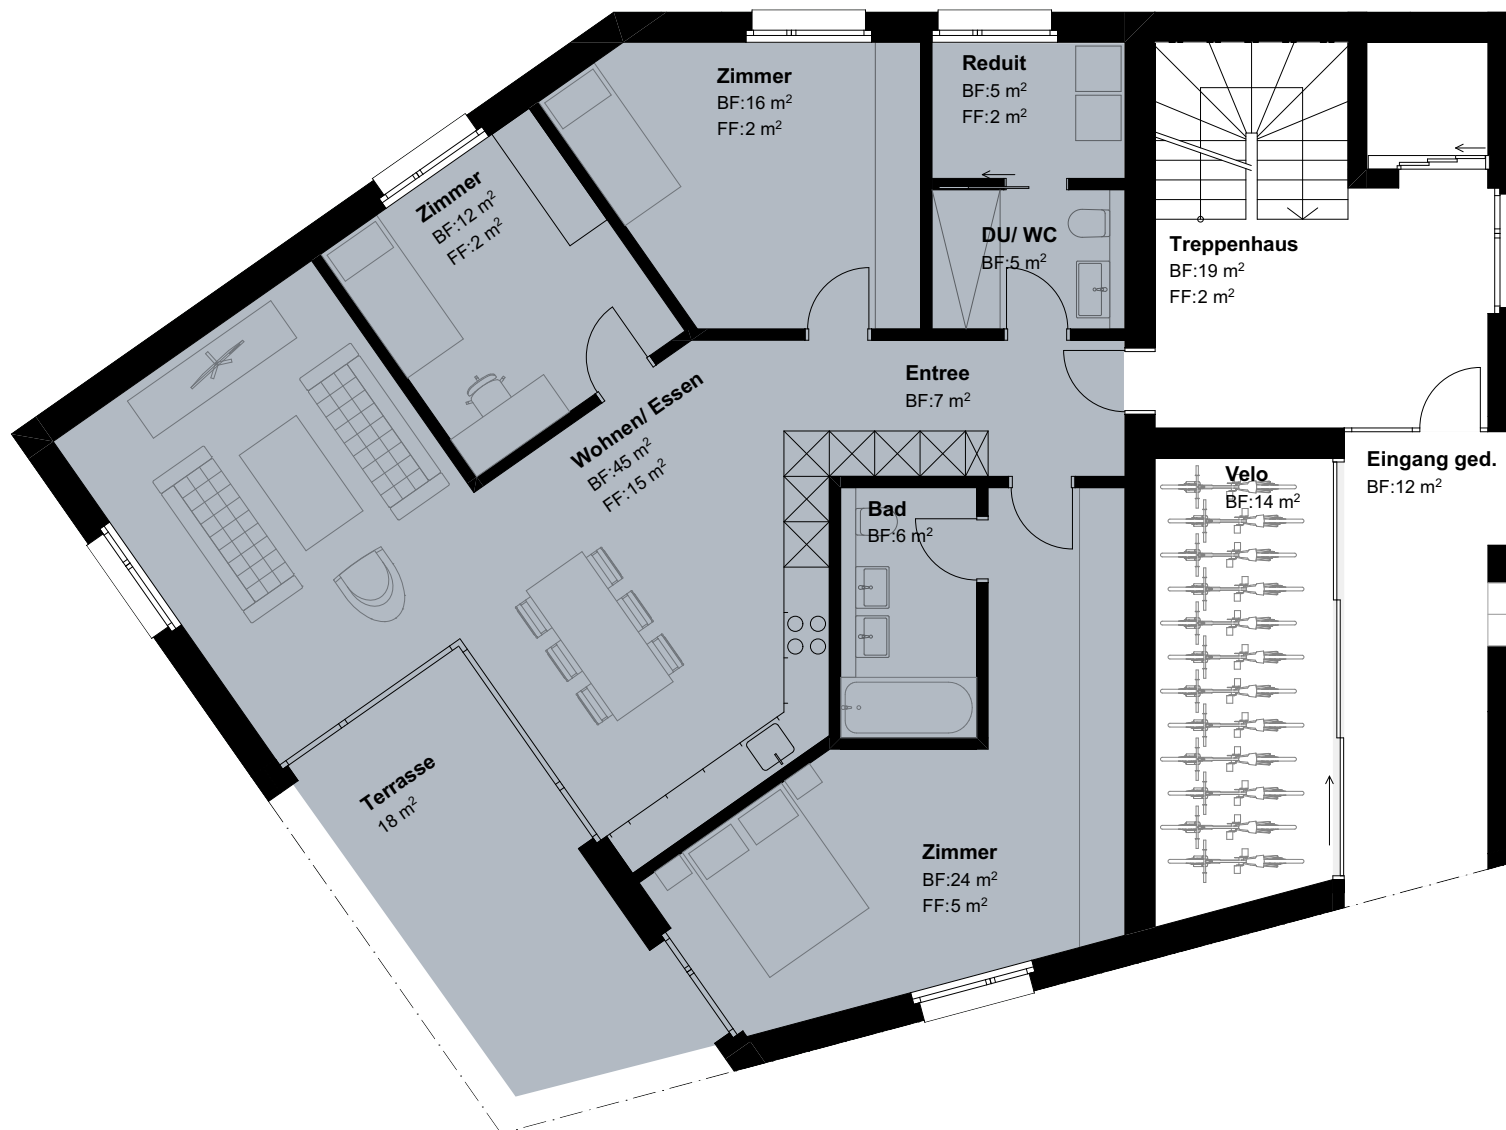 Zimmer
BF:16 m²
FF:2 m²
Reduit
BF:5 m²
FF:2 m²
Zimmer
BF:12 m²
FF:2 m²
DU/ WC
BF:5 m²
Treppenhaus
BF:19 m²
FF:2 m²
Wohnen/ Essen
BF:45 m²
FF:15 m²
Entree
BF:7 m²
Velo
BF:14 m²
Eingang ged.
BF:12 m²
Bad
BF:6 m²
Terrasse
18 m²
Zimmer
BF:24 m²
FF:5 m²